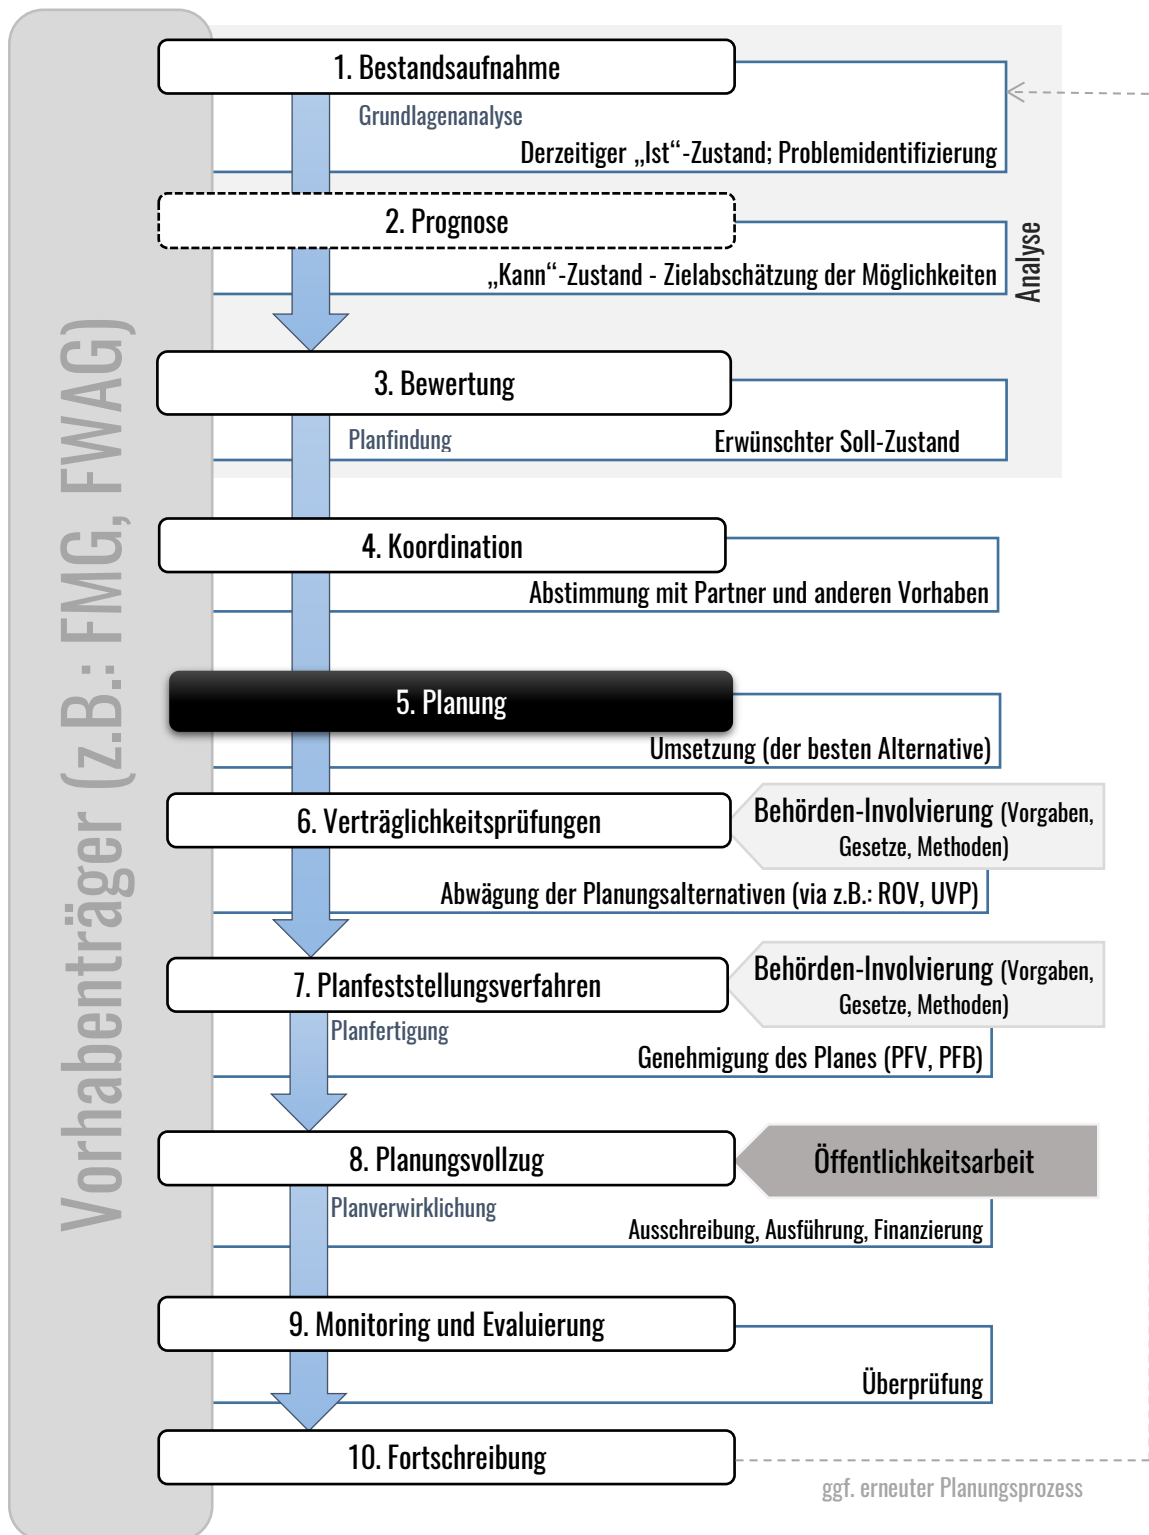 Vorhabenträger (z.B.: FMG, FWAG)
1. Bestandsaufnahme
Grundlagenanalyse
Derzeitiger „Ist“-Zustand; Problemidentifizierung
2. Prognose
„Kann“-Zustand - Zielabschätzung der Möglichkeiten
Analyse
3. Bewertung
Planfindung
Erwünschter Soll-Zustand
4. Koordination
Abstimmung mit Partner und anderen Vorhaben
5. Planung
Umsetzung (der besten Alternative)
6. Verträglichkeitsprüfungen
Behörden-Involvierung (Vorgaben,
Gesetze, Methoden)
Abwägung der Planungsalternativen (via z.B.: ROV, UVP)
7. Planfeststellungsverfahren
Behörden-Involvierung (Vorgaben,
Gesetze, Methoden)
Planfertigung
Genehmigung des Planes (PFV, PFB)
8. Planungsvollzug
Öffentlichkeitsarbeit
Planverwirklichung
Ausschreibung, Ausführung, Finanzierung
9. Monitoring und Evaluierung
Überprüfung
10. Fortschreibung
ggf. erneuter Planungsprozess